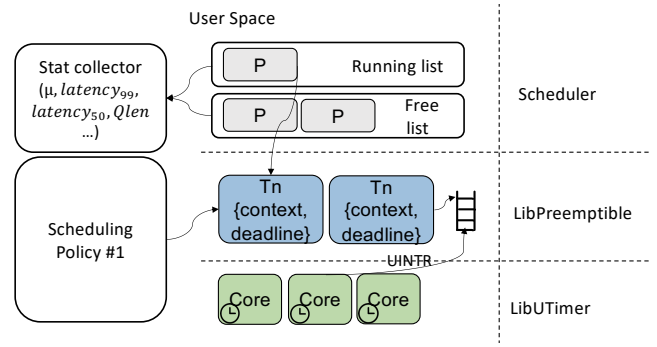 User Space
Stat collector
(μ, latency₉₉,
latency₅₀, Qlen
...)
P
Running list
P
P
Free
list
Scheduler
Scheduling
Policy #1
Tn
{context,
deadline}
Tn
{context,
deadline}
LibPreemptible
UINTR
Core
Core
Core
LibUTimer